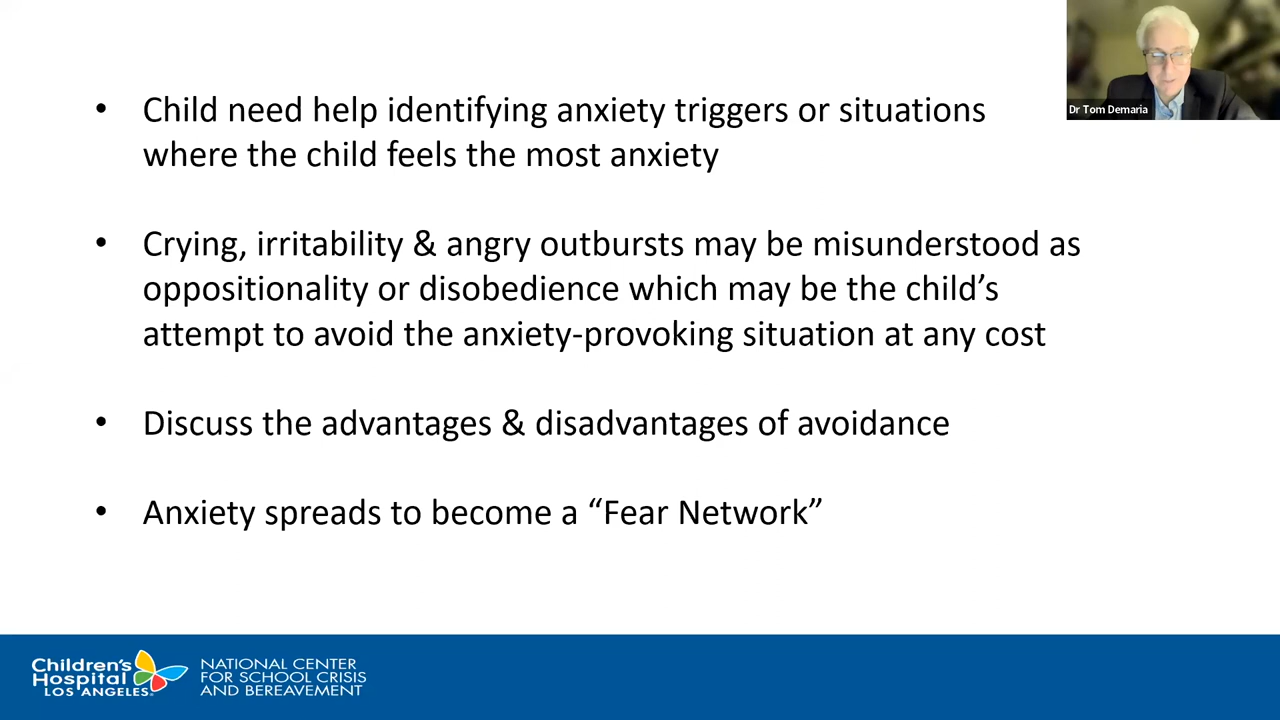 Dr Tom Demaria
• Child need help identifying anxiety triggers or situations
where the child feels the most anxiety
• Crying, irritability & angry outbursts may be misunderstood as
oppositionality or disobedience which may be the child’s
attempt to avoid the anxiety-provoking situation at any cost
• Discuss the advantages & disadvantages of avoidance
• Anxiety spreads to become a “Fear Network”
Children's
Hospital
LOS ANGELES
NATIONAL CENTER
FOR SCHOOL CRISIS
AND BEREAVEMENT